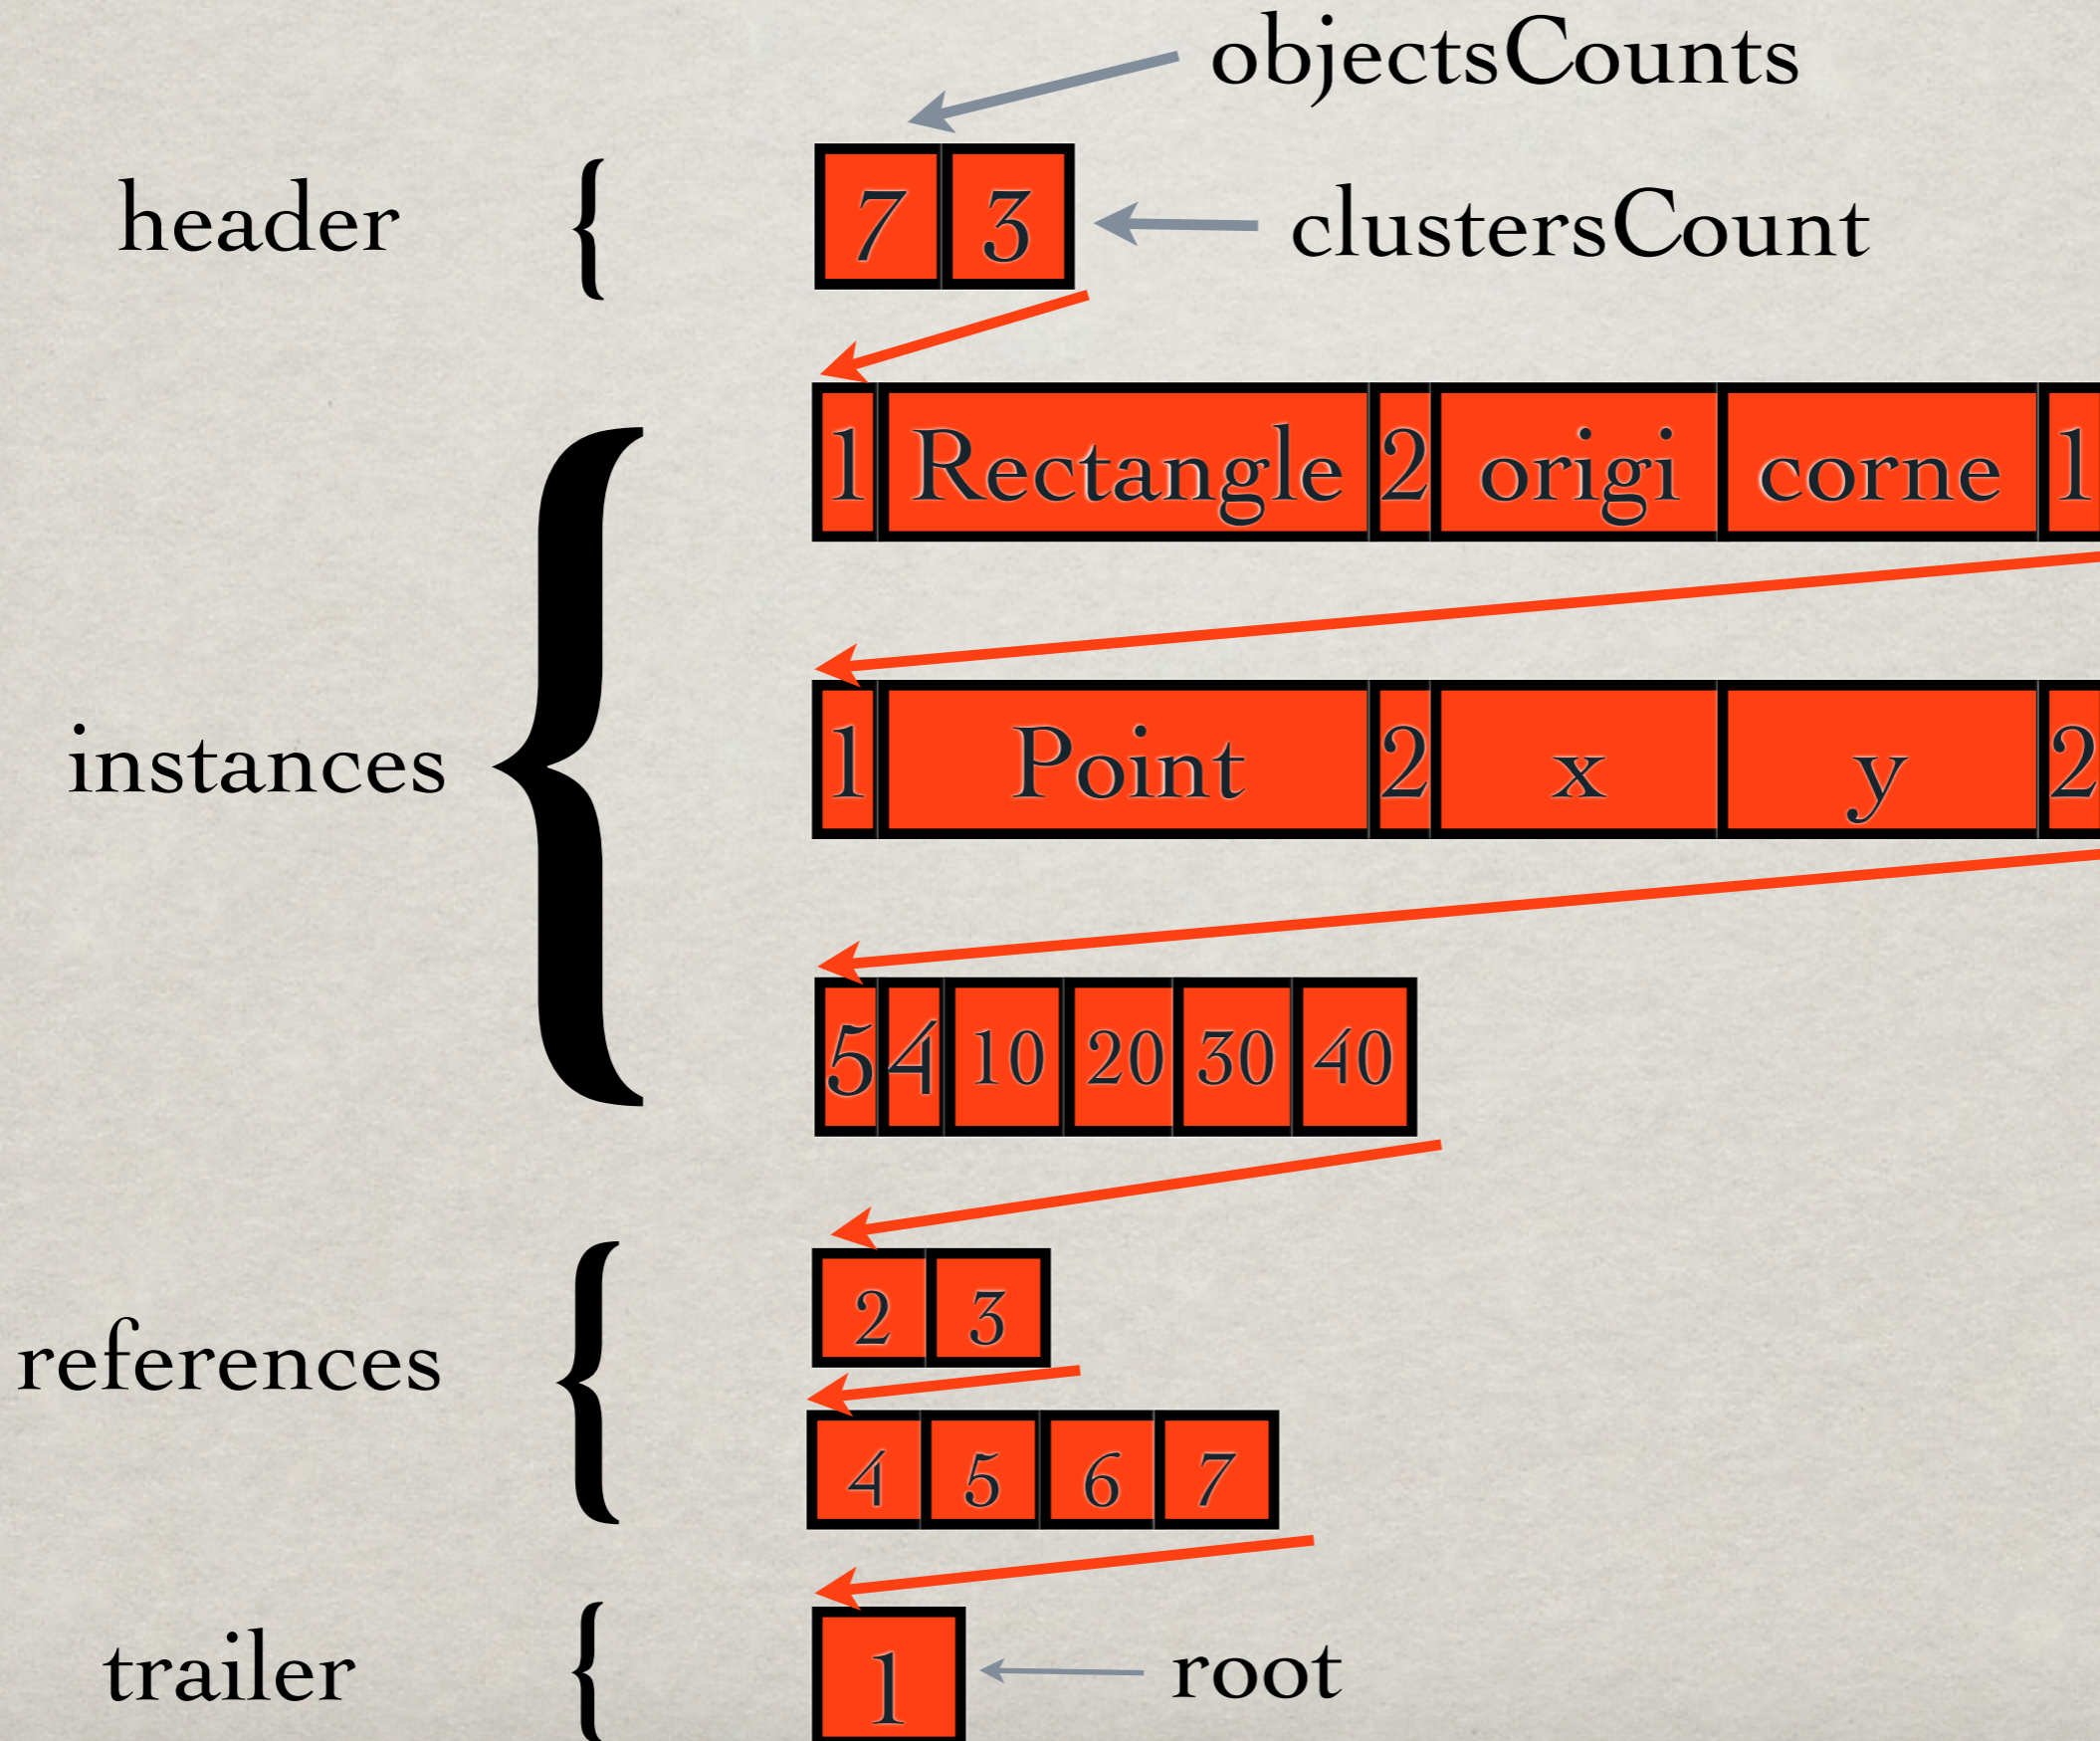 objectsCounts
header { 7 3 clustersCount
1 Rectangle 2 origi corne 1
instances { 1 Point 2 x y 2
5 4 10 20 30 40
2 3
references {
4 5 6 7
trailer { 1 root